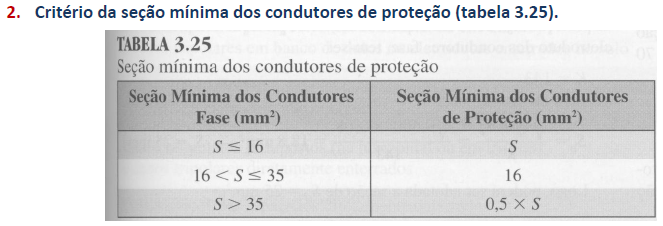 2. Critério da seção mínima dos condutores de proteção (tabela 3.25).
TABELA 3.25
Seção mínima dos condutores de proteção
Seção Mínima dos Condutores Fase (mm²) Seção Mínima dos Condutores de Proteção (mm²)
S ≤ 16 S
16 < S ≤ 35 16
S > 35 0,5 × S